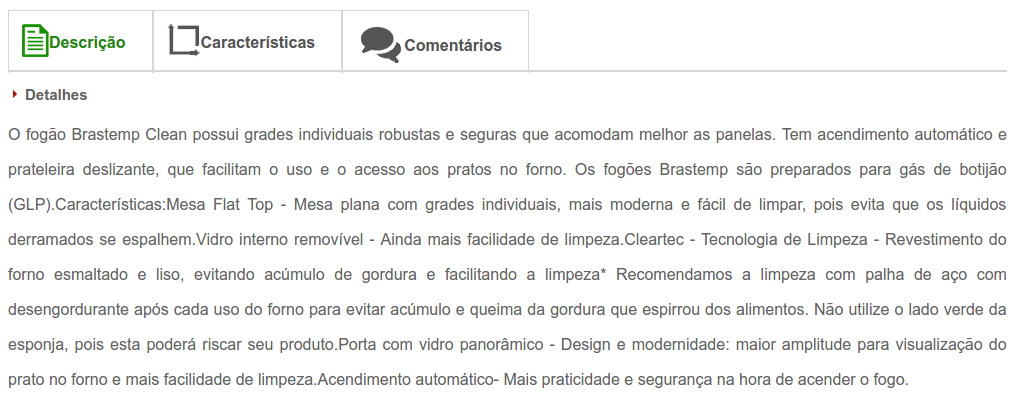 Descrição
Características
Comentários
Detalhes
O fogão Brastemp Clean possui grades individuais robustas e seguras que acomodam melhor as panelas. Tem acendimento automático e
prateleira deslizante, que facilitam o uso e o acesso aos pratos no forno. Os fogões Brastemp são preparados para gás de botijão
(GLP).Características:Mesa Flat Top - Mesa plana com grades individuais, mais moderna e fácil de limpar, pois evita que os líquidos
derramados se espalhem.Vidro interno removível - Ainda mais facilidade de limpeza.Cleartec - Tecnologia de Limpeza - Revestimento do
forno esmaltado e liso, evitando acúmulo de gordura e facilitando a limpeza* Recomendamos a limpeza com palha de aço com
desengordurante após cada uso do forno para evitar acúmulo e queima da gordura que espirrou dos alimentos. Não utilize o lado verde da
esponja, pois esta poderá riscar seu produto.Porta com vidro panorâmico - Design e modernidade: maior amplitude para visualização do
prato no forno e mais facilidade de limpeza.Acendimento automático- Mais praticidade e segurança na hora de acender o fogo.